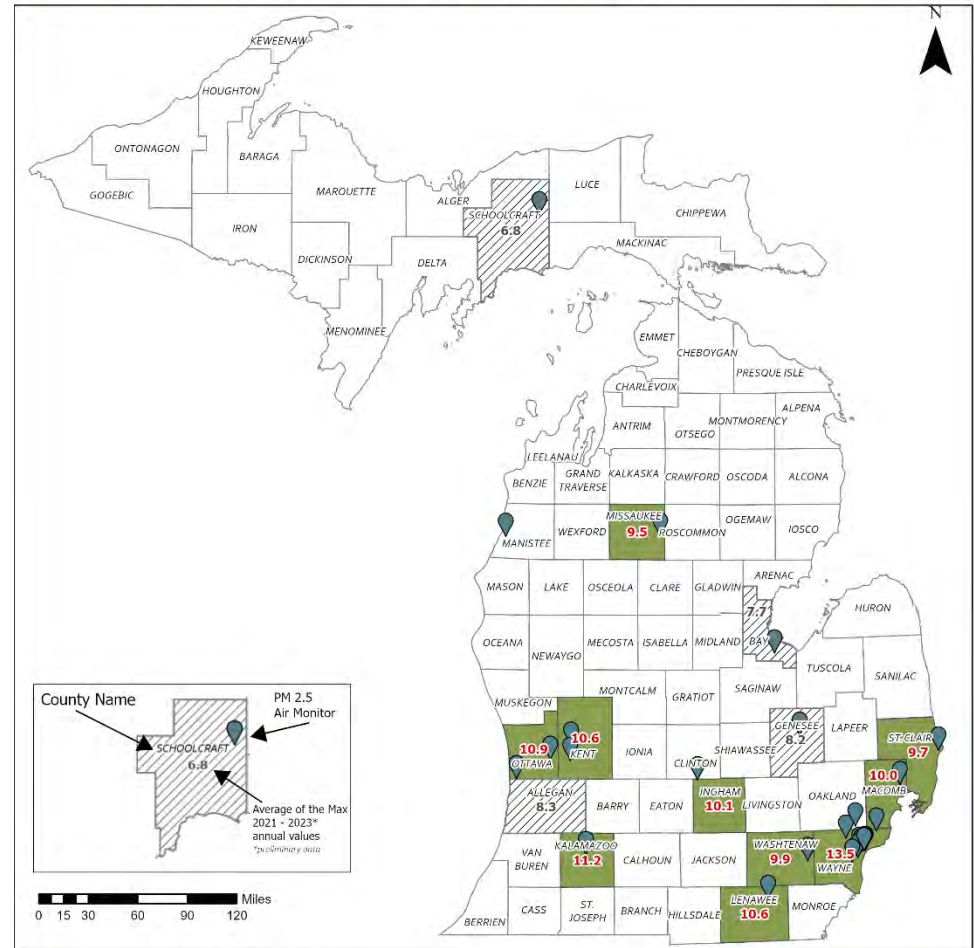 N
KEWEENAW
HOUGHTON
ONTONAGON
BARAGA
GOGEBIC
MARQUETTE
LUCE
ALGER
SCHOOLCRAFT
6.8
CHIPPEWA
IRON
MACKINAC
DICKINSON
DELTA
MENOMINEE
EMMET
CHEBOYGAN
PRESQUE ISLE
CHARLEVOIX
ALPENA
ANTRIM
OTSEGO
MONTMORENCY
LEELANAU
BENZIE
GRAND
TRAVERSE
KALKASKA
CRAWFORD
OSCODA
ALCONA
MANISTEE
WEXFORD
MISSAUKEE
9.5
ROSCOMMON
OGEMAW
IOSCO
ARENAC
MASON
LAKE
OSCEOLA
CLARE
GLADWIN
7.7
BAY
HURON
OCEANA
NEWAYGO
MECOSTA
ISABELLA
MIDLAND
TUSCOLA
SANILAC
MUSKEGON
MONTCALM
GRATIOT
SAGINAW
GENESEE
8.2
LAPEER
ST. CLAIR
9.7
10.9
OTTAWA
10.6
KENT
IONIA
CLINTON
SHIAWASSEE
10.0
MACOMB
ALLEGAN
8.3
BARRY
EATON
INGHAM
10.1
LIVINGSTON
OAKLAND
VAN
BUREN
KALAMAZOO
11.2
CALHOUN
JACKSON
WASHTENAW
9.9
13.5
WAYNE
BERRIEN
CASS
ST.
JOSEPH
BRANCH
HILLSDALE
LENAWEE
10.6
MONROE
County Name
PM 2.5
Air Monitor
SCHOOLCRAFT
6.8
Average of the Max
2021 - 2023*
annual values
*preliminary data
Miles
0 15 30 60 90 120